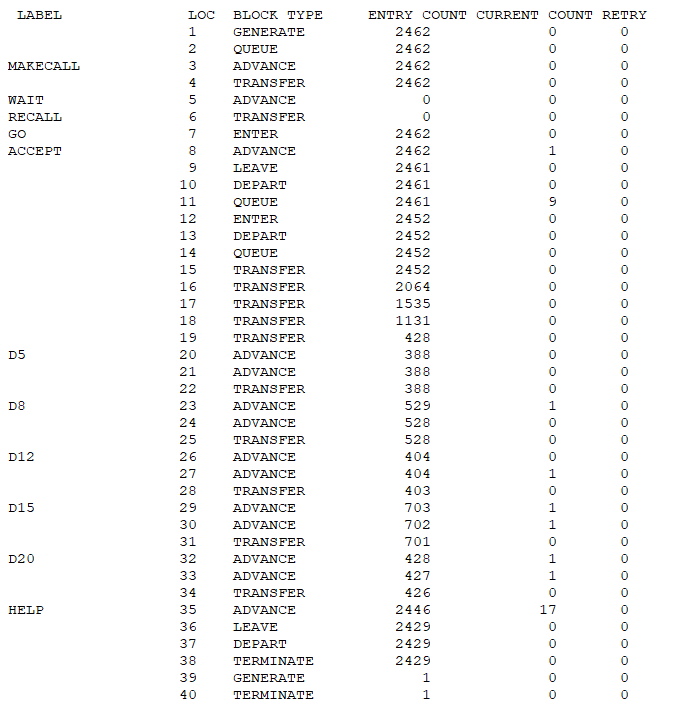 LABEL LOC BLOCK TYPE ENTRY COUNT CURRENT COUNT RETRY
1 GENERATE 2462 0 0
2 QUEUE 2462 0 0
MAKECALL 3 ADVANCE 2462 0 0
4 TRANSFER 2462 0 0
WAIT 5 ADVANCE 0 0 0
RECALL 6 TRANSFER 0 0 0
GO 7 ENTER 2462 0 0
ACCEPT 8 ADVANCE 2462 1 0
9 LEAVE 2461 0 0
10 DEPART 2461 0 0
11 QUEUE 2461 9 0
12 ENTER 2452 0 0
13 DEPART 2452 0 0
14 QUEUE 2452 0 0
15 TRANSFER 2452 0 0
16 TRANSFER 2064 0 0
17 TRANSFER 1535 0 0
18 TRANSFER 1131 0 0
19 TRANSFER 428 0 0
D5 20 ADVANCE 388 0 0
21 ADVANCE 388 0 0
22 TRANSFER 388 0 0
D8 23 ADVANCE 529 1 0
24 ADVANCE 528 0 0
25 TRANSFER 528 0 0
D12 26 ADVANCE 404 0 0
27 ADVANCE 404 1 0
28 TRANSFER 403 0 0
D15 29 ADVANCE 703 1 0
30 ADVANCE 702 1 0
31 TRANSFER 701 0 0
D20 32 ADVANCE 428 1 0
33 ADVANCE 427 1 0
34 TRANSFER 426 0 0
HELP 35 ADVANCE 2446 17 0
36 LEAVE 2429 0 0
37 DEPART 2429 0 0
38 TERMINATE 2429 0 0
39 GENERATE 1 0 0
40 TERMINATE 1 0 0